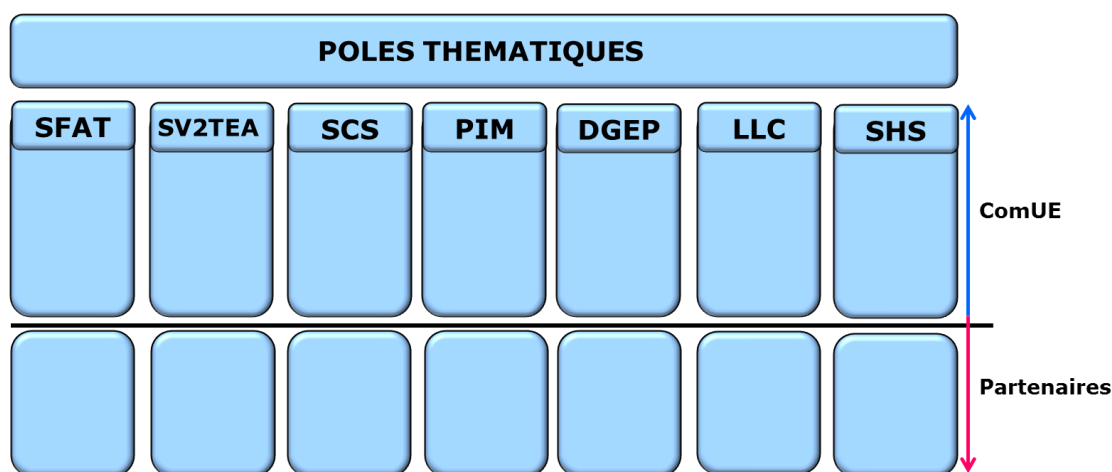 POLES THEMATIQUES
SFAT SV2TEA SCS PIM DGEP LLC SHS
ComUE
Partenaires